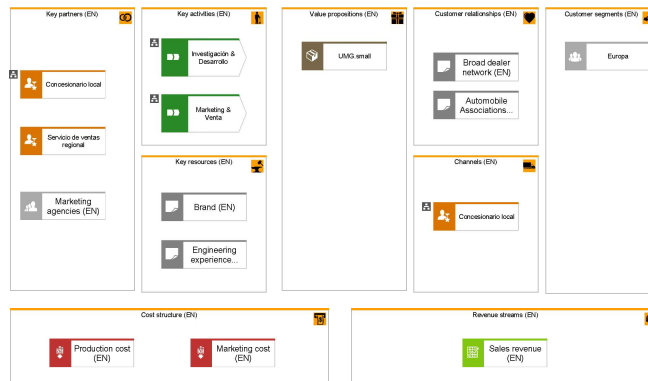 Key partners (EN)
Concesionario local
Servicio de ventas
regional
Marketing
agencies (EN)
Key activities (EN)
Investigación &
Desarrollo
Marketing &
Venta
Key resources (EN)
Brand (EN)
Engineering
experience...
Value propositions (EN)
UMG small
Customer relationships (EN)
Broad dealer
network (EN)
Automobile
Associations...
Channels (EN)
Concesionario local
Customer segments (EN)
Europa
Cost structure (EN)
Production cost
(EN)
Marketing cost
(EN)
Revenue streams (EN)
Sales revenue
(EN)